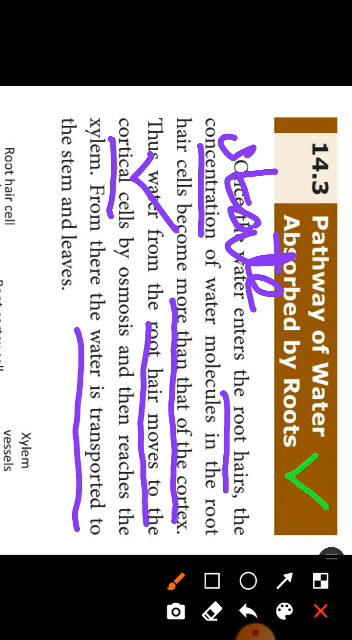 14.3 Pathway of Water
Absorbed by Roots
State
Once the water enters the root hairs, the
concentration of water molecules in the root
hair cells become more than that of the cortex.
Thus water from the root hair moves to the
cortical cells by osmosis and then reaches the
xylem. From there the water is transported to
the stem and leaves.
Root hair cell
Xylem
vessels